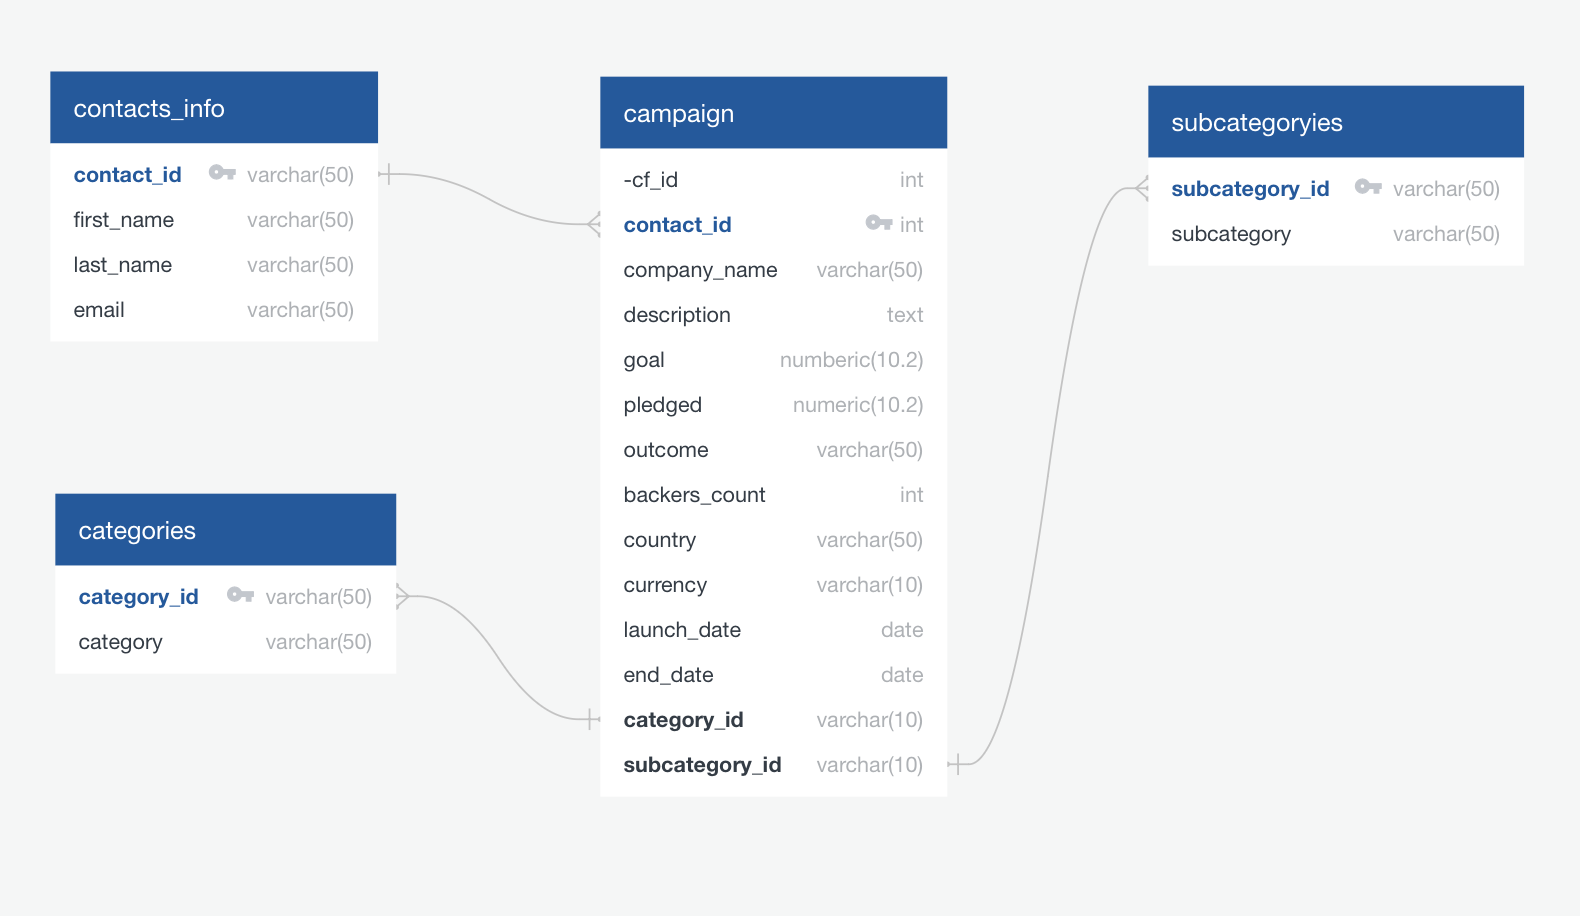 contacts_info
contact_id varchar(50)
first_name varchar(50)
last_name varchar(50)
email varchar(50)
categories
category_id varchar(50)
category varchar(50)
campaign
-cf_id int
contact_id int
company_name varchar(50)
description text
goal numberic(10.2)
pledged numeric(10.2)
outcome varchar(50)
backers_count int
country varchar(50)
currency varchar(10)
launch_date date
end_date date
category_id varchar(10)
subcategory_id varchar(10)
subcategoryies
subcategory_id varchar(50)
subcategory varchar(50)